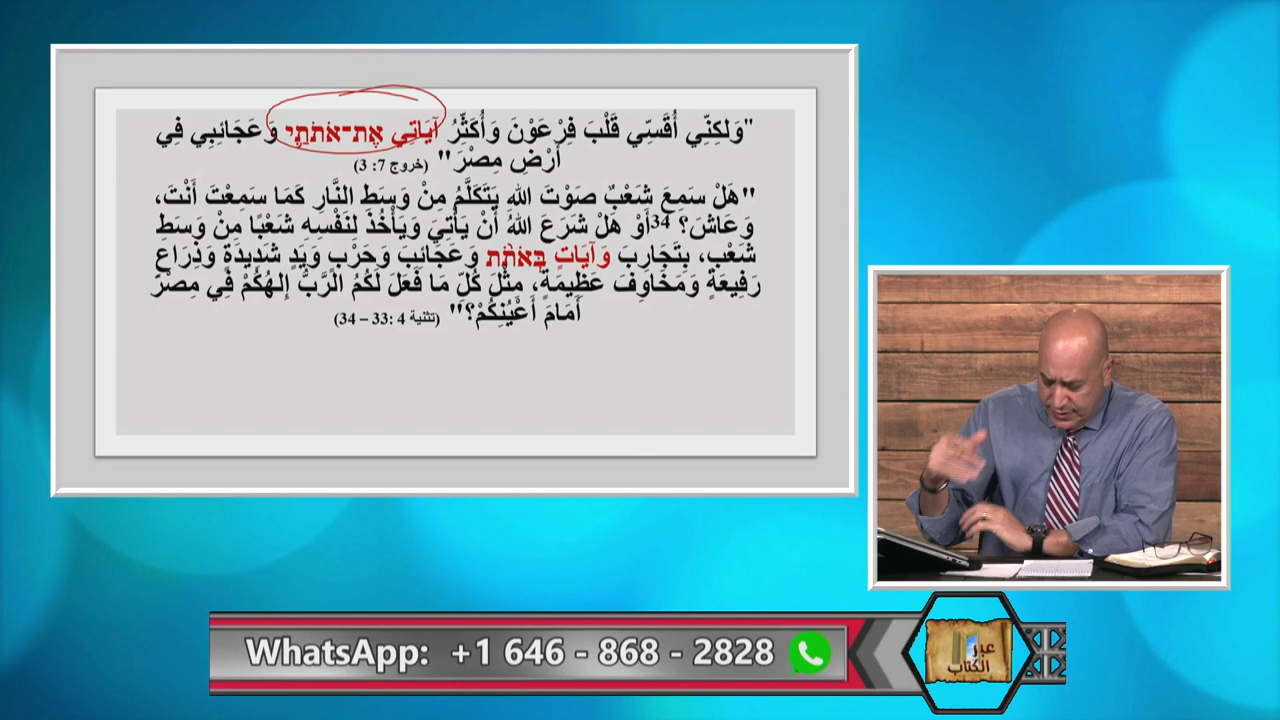 "وَلكِنِّي أُقَسِّي قَلْبَ فِرْعَوْنَ وَأُكَثِّرُ آيَاتِي אֶת־אֹתֹתַי וَعَجَائِبِي فِي
أَرْضِ مِصْرَ" (خروج 7: 3)
"هَلْ سَمِعَ شَعْبٌ صَوْتَ اللهِ يَتَكَلَّمُ مِنْ وَسَطِ النَّارِ كَمَا سَمِعْتَ أَنْتَ،
وَعَاشَ؟ 34أَوْ هَلْ شَرَعَ اللهُ أَنْ يَأْتِيَ وَيَأْخُذَ لِنَفْسِهِ شَعْبًا مِنْ وَسَطِ
شَعْبٍ، بِتَجَارِبَ وَآيَاتٍ בְּאֹתֹ֣ת وَعَجَائِبَ وَحَرْبٍ وَيَدٍ شَدِيدَةٍ وَذِرَاعٍ
رَفِيعَةٍ وَمَخَاوِفَ عَظِيمَةٍ، مِثْلَ كُلِّ مَا فَعَلَ لَكُمُ الرَّبُّ إِلهُكُمْ فِي مِصْرَ
أَمَامَ أَعْيُنِكُمْ؟" (تثنية 4 :33 – 34)
WhatsApp: +1 646 - 868 - 2828
عبر
الكتاب